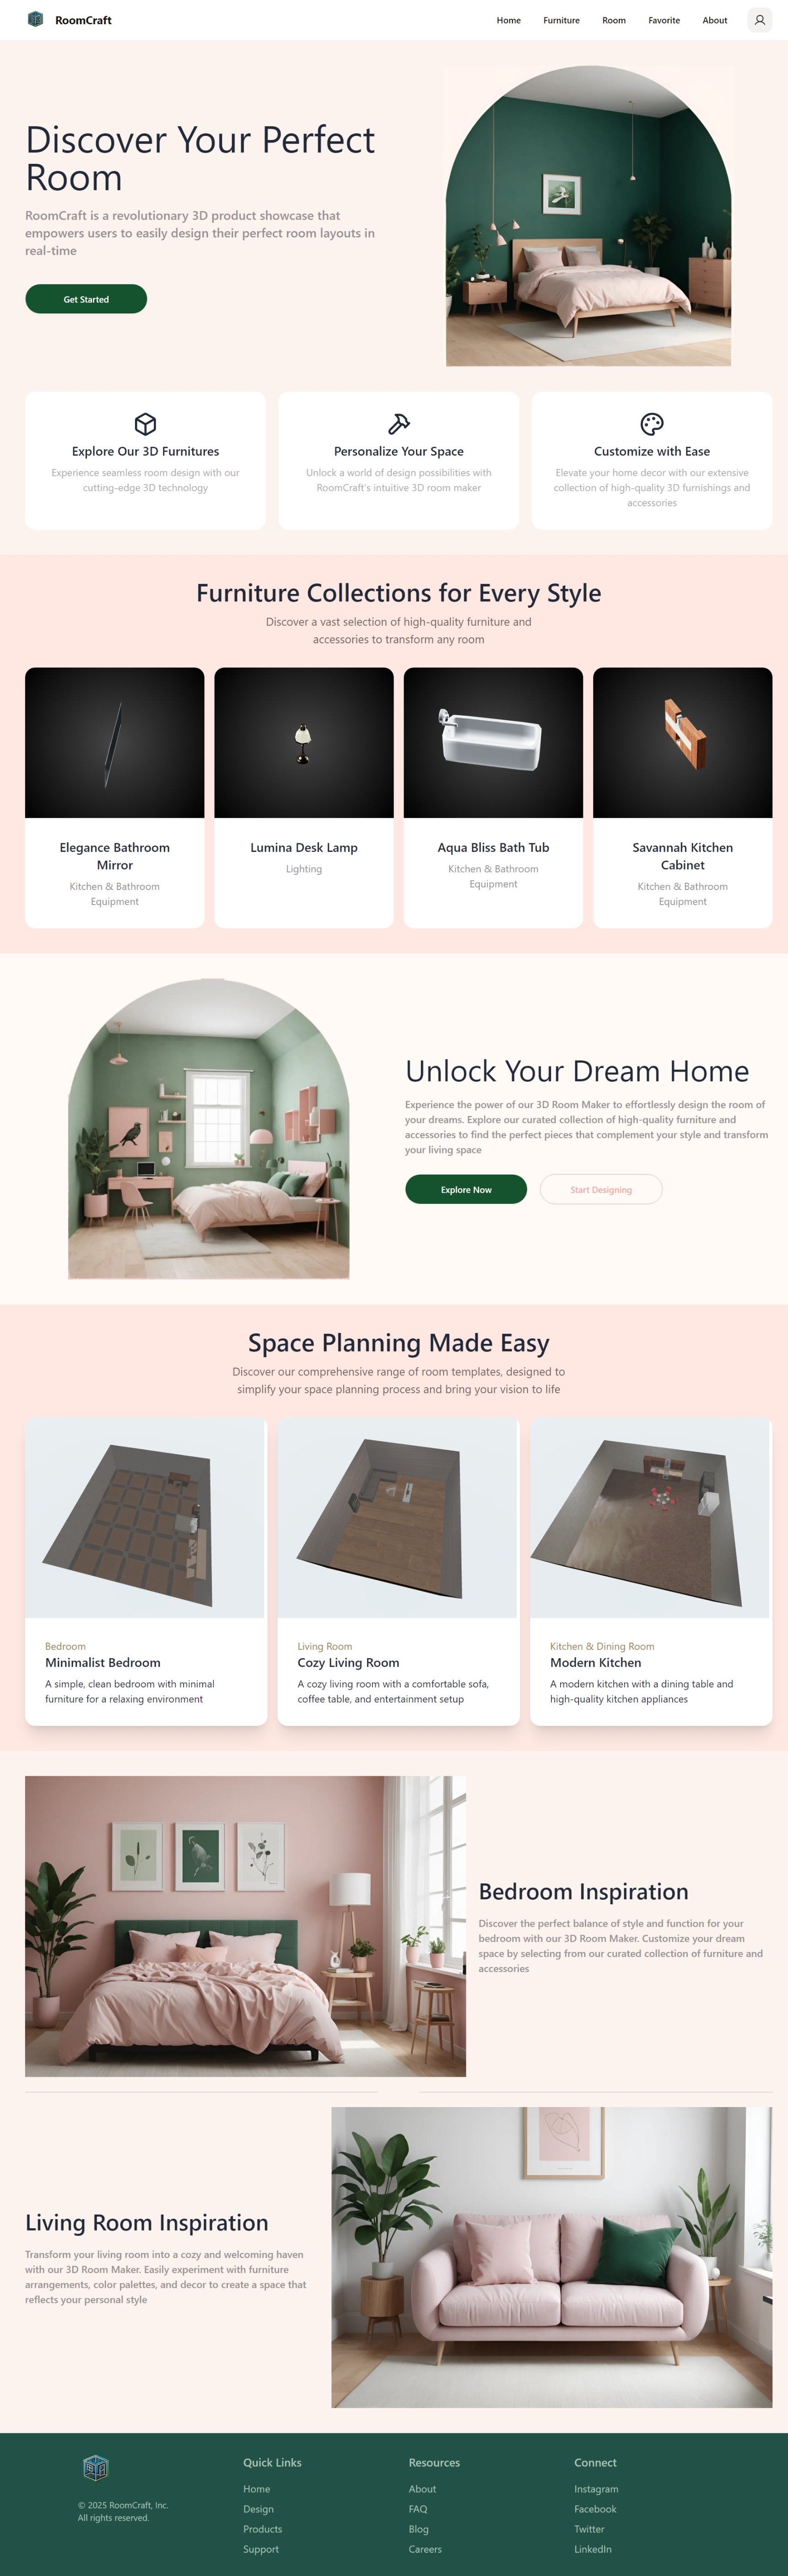 RoomCraft
Home
Furniture
Room
Favorite
About
Discover Your Perfect
Room
RoomCraft is a revolutionary 3D product showcase that
empowers users to easily design their perfect room layouts in
real-time
Get Started
Explore Our 3D Furnitures
Experience seamless room design with our
cutting-edge 3D technology
Personalize Your Space
Unlock a world of design possibilities with
RoomCraft's intuitive 3D room maker
Customize with Ease
Elevate your home decor with our extensive
collection of high-quality 3D furnishings and
accessories
Furniture Collections for Every Style
Discover a vast selection of high-quality furniture and
accessories to transform any room
Elegance Bathroom
Mirror
Kitchen & Bathroom
Equipment
Lumina Desk Lamp
Lighting
Aqua Bliss Bath Tub
Kitchen & Bathroom
Equipment
Savannah Kitchen
Cabinet
Kitchen & Bathroom
Equipment
Unlock Your Dream Home
Experience the power of our 3D Room Maker to effortlessly design the room of
your dreams. Explore our curated collection of high-quality furniture and
accessories to find the perfect pieces that complement your style and transform
your living space
Explore Now
Start Designing
Space Planning Made Easy
Discover our comprehensive range of room templates, designed to
simplify your space planning process and bring your vision to life
Bedroom
Minimalist Bedroom
A simple, clean bedroom with minimal
furniture for a relaxing environment
Living Room
Cozy Living Room
A cozy living room with a comfortable sofa,
coffee table, and entertainment setup
Kitchen & Dining Room
Modern Kitchen
A modern kitchen with a dining table and
high-quality kitchen appliances
Bedroom Inspiration
Discover the perfect balance of style and function for your
bedroom with our 3D Room Maker. Customize your dream
space by selecting from our curated collection of furniture and
accessories
Living Room Inspiration
Transform your living room into a cozy and welcoming haven
with our 3D Room Maker. Easily experiment with furniture
arrangements, color palettes, and decor to create a space that
reflects your personal style
© 2025 RoomCraft, Inc.
All rights reserved.
Quick Links
Home
Design
Products
Support
Resources
About
FAQ
Blog
Careers
Connect
Instagram
Facebook
Twitter
LinkedIn